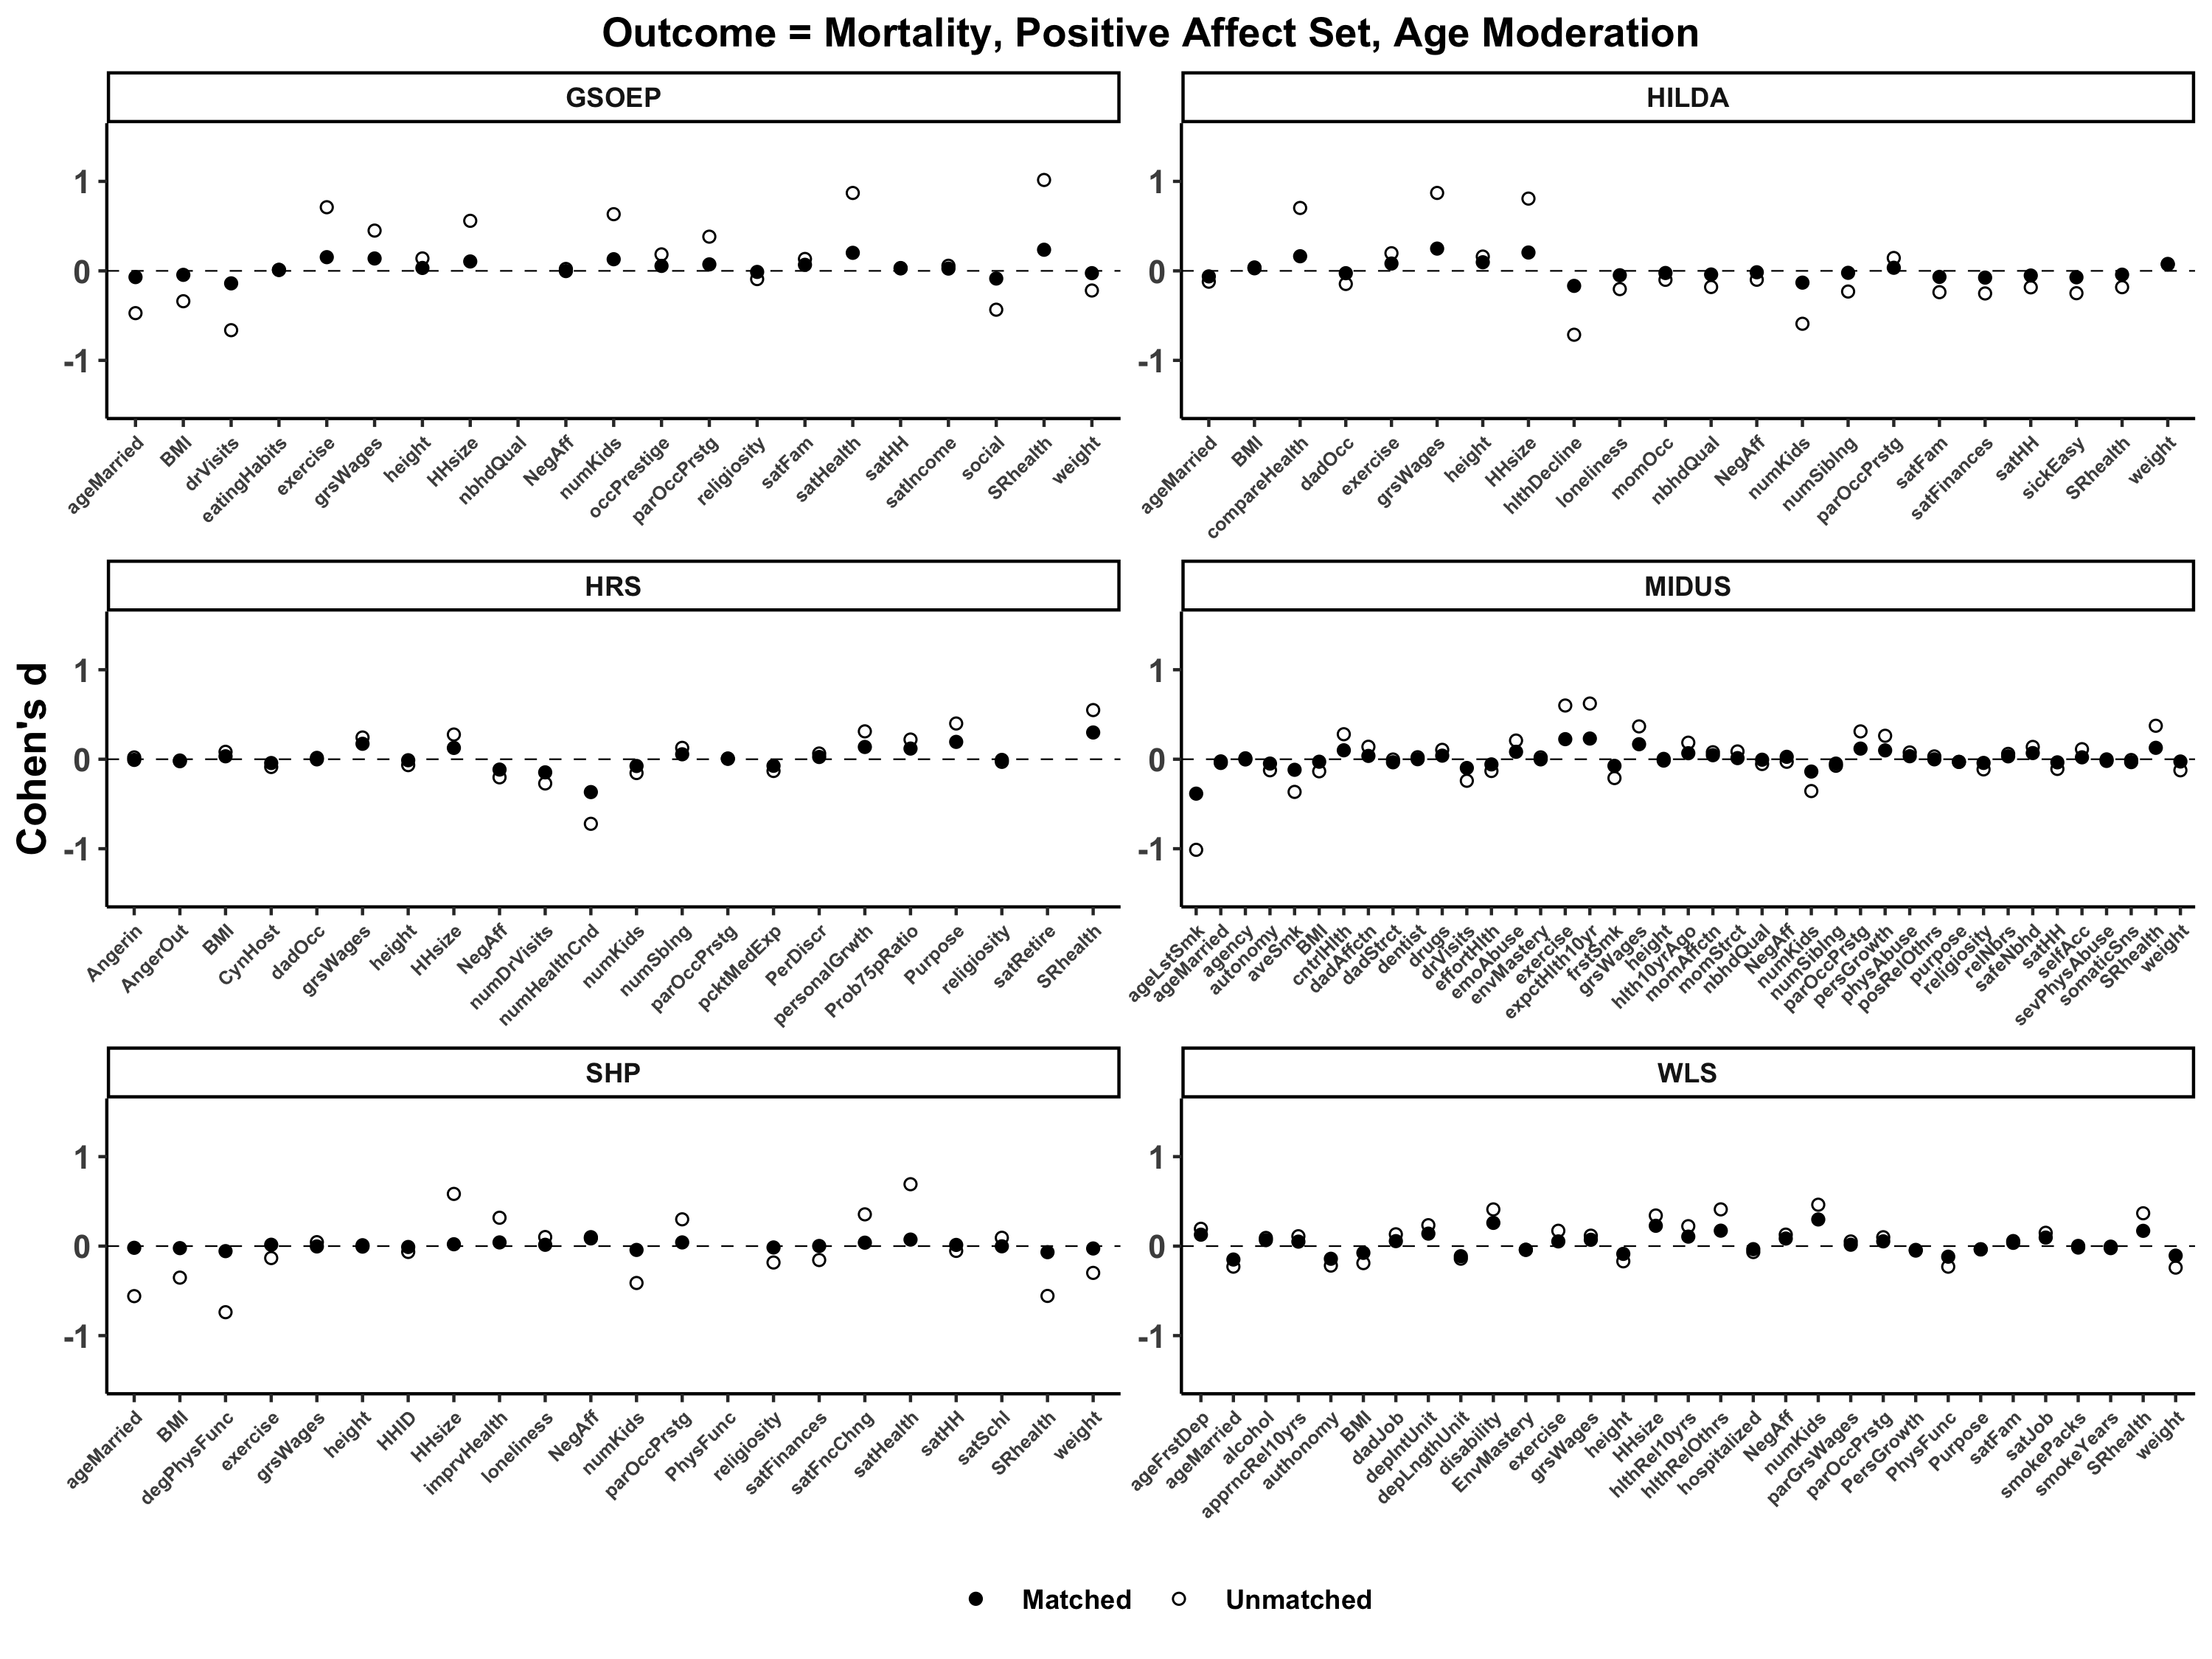 Outcome = Mortality, Positive Affect Set, Age Moderation
GSOEP
1
0
-1
ageMarried
BMI
drVisits
eatingHabits
exercise
grsWages
height
HHsize
nbhdQual
NegAff
numKids
occPrestige
parOccPrstg
religiosity
satFam
satHealth
satHH
satIncome
social
SRhealth
weight
HILDA
1
0
-1
ageMarried
BMI
compareHealth
dadOcc
exercise
grsWages
height
HHsize
hlthDecline
loneliness
momOcc
nbhdQual
NegAff
numKids
numSiblng
parOccPrstg
satFam
satFinances
satHH
sickEasy
SRhealth
weight
Cohen's d
HRS
1
0
-1
Angerin
AngerOut
BMI
CynHost
dadOcc
grsWages
height
HHsize
NegAff
numDrVisits
numHealthCnd
numKids
numSblng
parOccPrstg
pcktMedExp
PerDiscr
personalGrwth
Prob75pRatio
Purpose
religiosity
satRetire
SRhealth
MIDUS
1
0
-1
ageLstSmk
ageMarried
agency
autonomy
aveSmk
BMI
cntrlHlth
dadAffctn
dadStrct
dentist
drugs
drVisits
effortHlth
emoAbuse
envMastery
exercise
expctHlth10yr
frstSmk
grsWages
height
hlth10yrAgo
momAffctn
momStrct
nbhdQual
NegAff
numKids
numSiblng
parOccPrstg
persGrowth
physAbuse
posRelOthrs
purpose
religiosity
relNbrs
safeNbhd
satHH
selfAcc
sevPhysAbuse
somaticSns
SRhealth
weight
SHP
1
0
-1
ageMarried
BMI
degPhysFunc
exercise
grsWages
height
HHID
HHsize
imprvHealth
loneliness
NegAff
numKids
parOccPrstg
PhysFunc
religiosity
satFinances
satFncChng
satHealth
satHH
satSchl
SRhealth
weight
WLS
1
0
-1
ageFrstDep
ageMarried
alcohol
apprncRel10yrs
authonomy
BMI
dadJob
depIntUnit
depLngthUnit
disability
EnvMastery
exercise
grsWages
height
HHsize
hlthRel10yrs
hlthRelOthrs
hospitalized
NegAff
numKids
parGrsWages
parOccPrstg
PersGrowth
PhysFunc
Purpose
satFam
satJob
smokePacks
smokeYears
SRhealth
weight
Matched
Unmatched